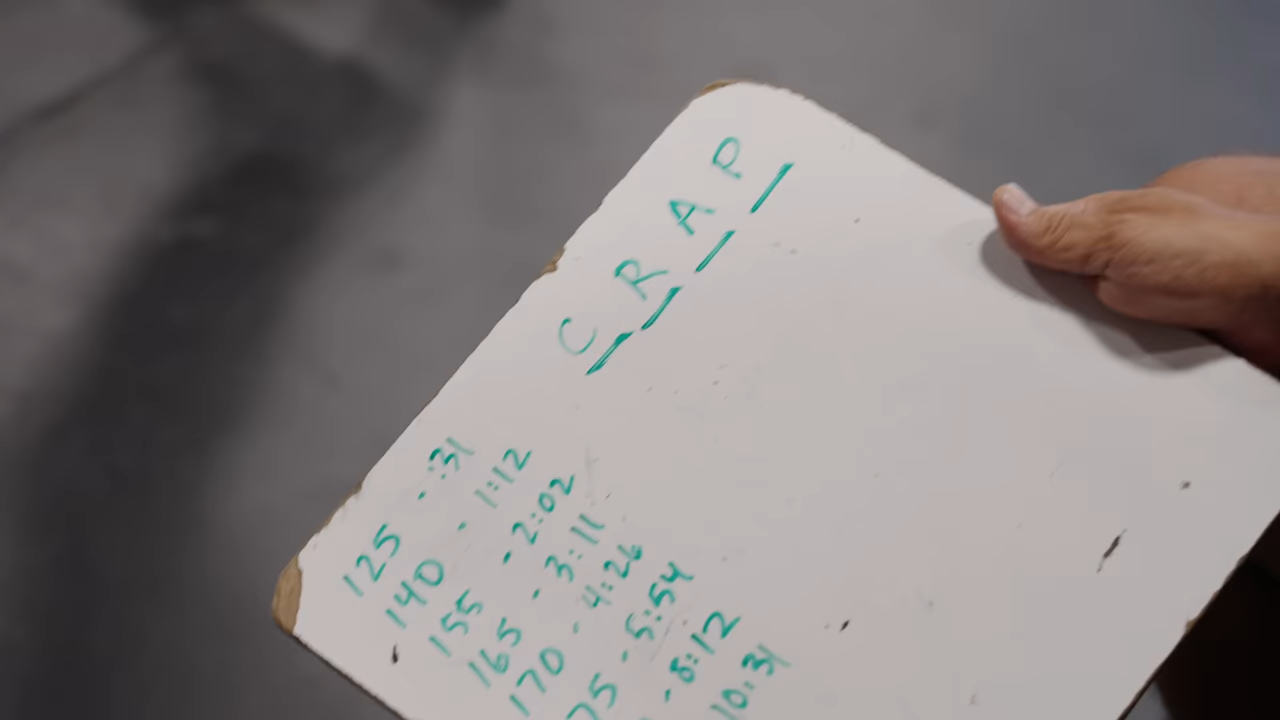 C R A P
125 - :31
140 - 1:12
155 - 2:02
165 - 3:11
170 - 4:26
75 - 5:54
- 8:12
10:31